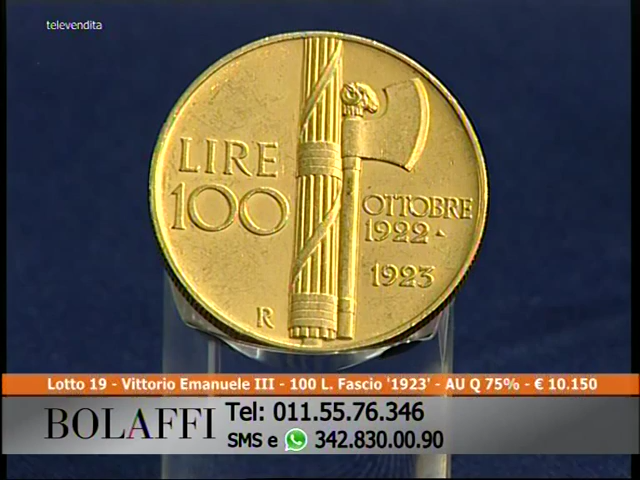 televendita
LIRE
100
OTTOBRE
1922
1923
R
Lotto 19 - Vittorio Emanuele III - 100 L. Fascio '1923' - AU Q 75% - € 10.150
BOLAFFI
Tel: 011.55.76.346
SMS e 342.830.00.90